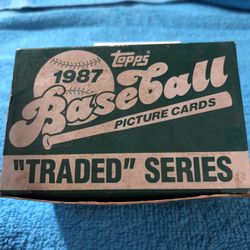 Topps
1987
Baseball
PICTURE CARDS
"TRADED" SERIES